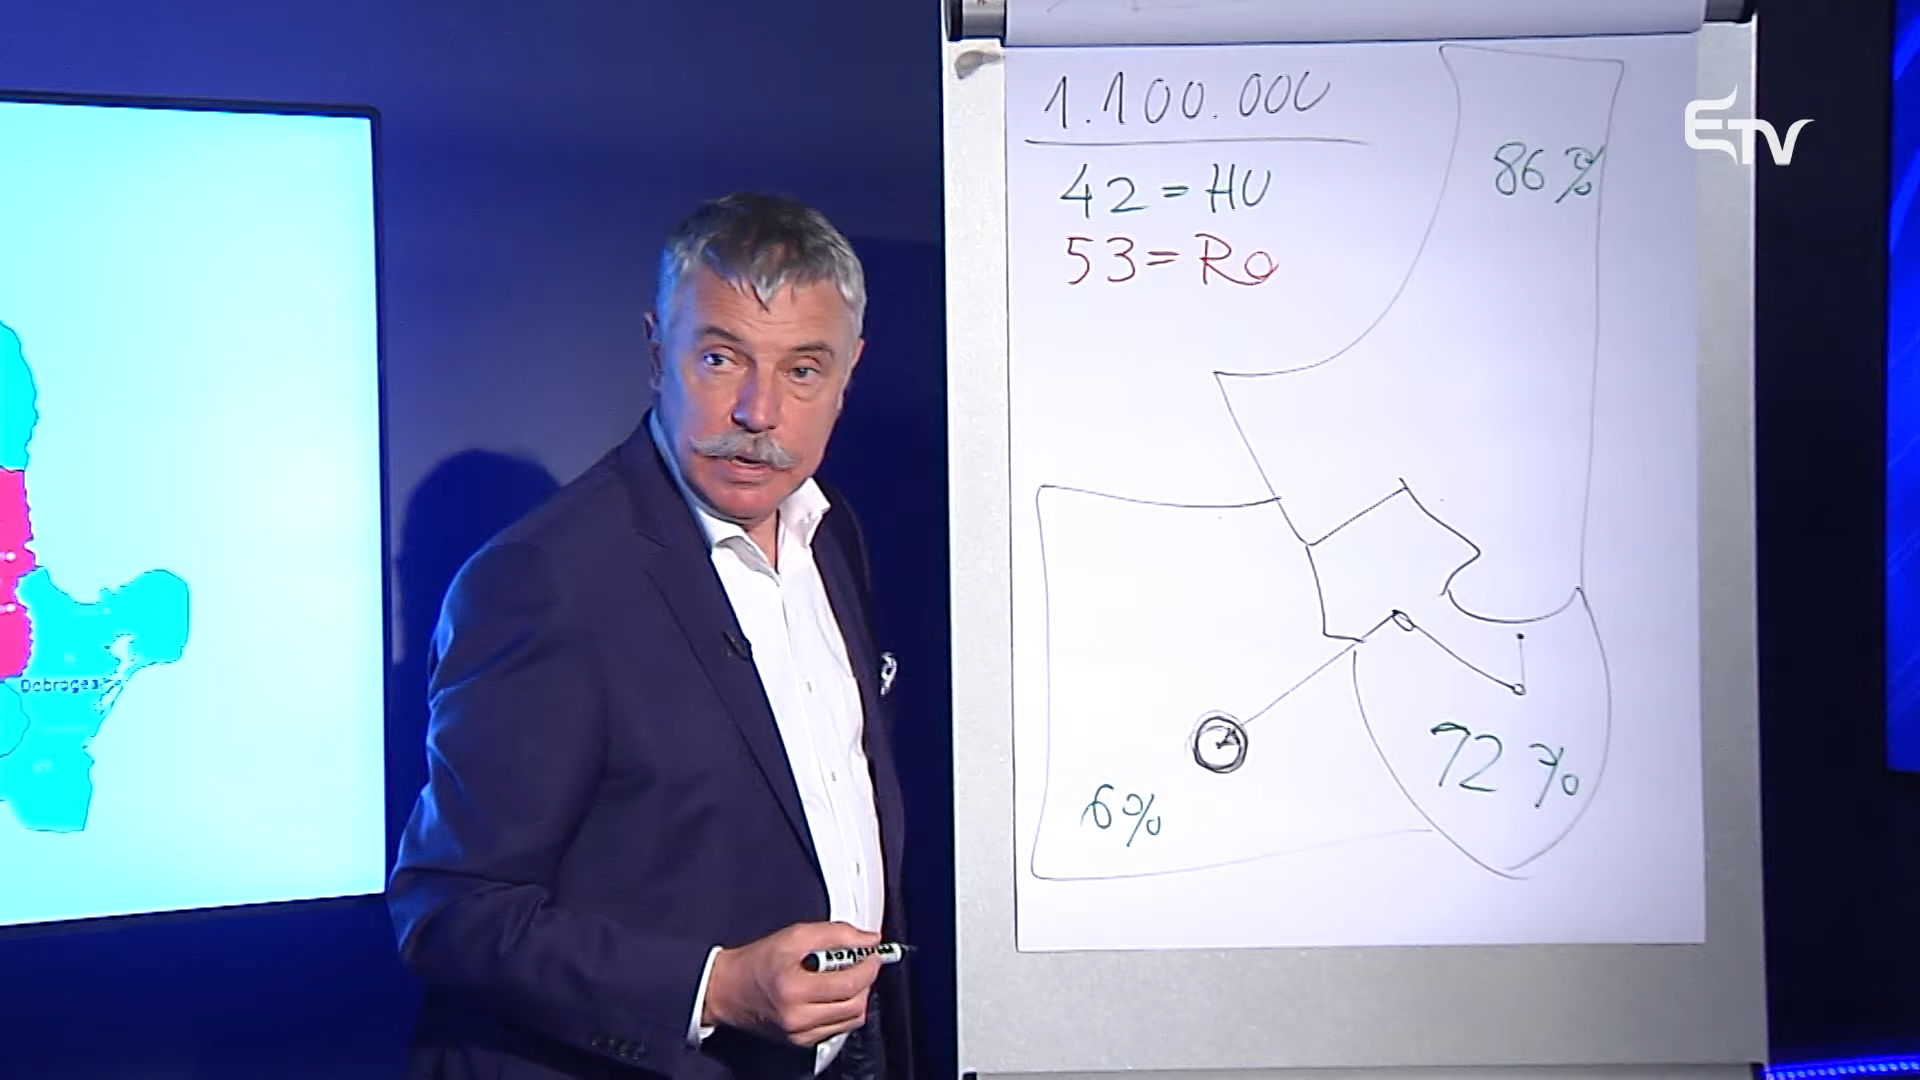 1.100.000
42 = HU
53 = Ro
86%
6%
72%
Dobrogea
ETV